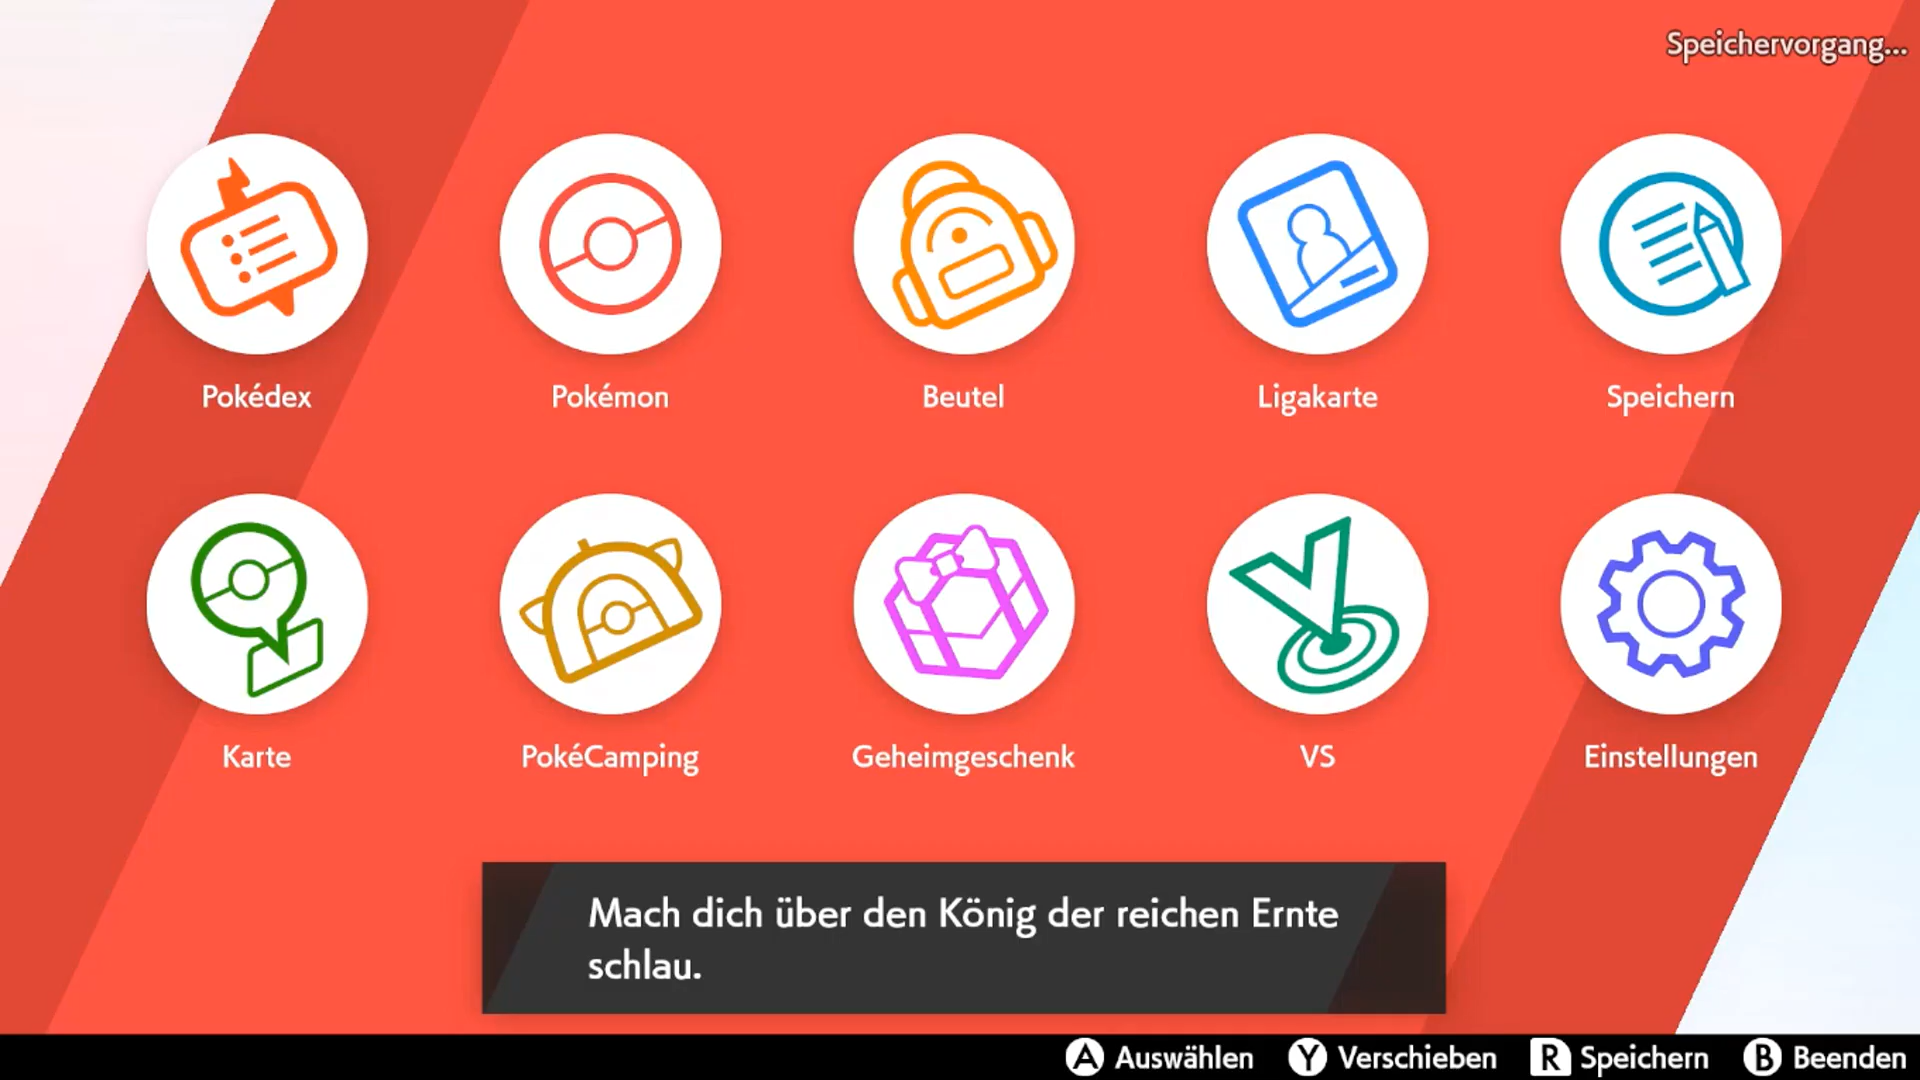 Speichervorgang...
Pokédex
Pokémon
Beutel
Ligakarte
Speichern
Karte
PokéCamping
Geheimgeschenk
VS
Einstellungen
Mach dich über den König der reichen Ernte
schlau.
A Auswählen Y Verschieben R Speichern B Beenden